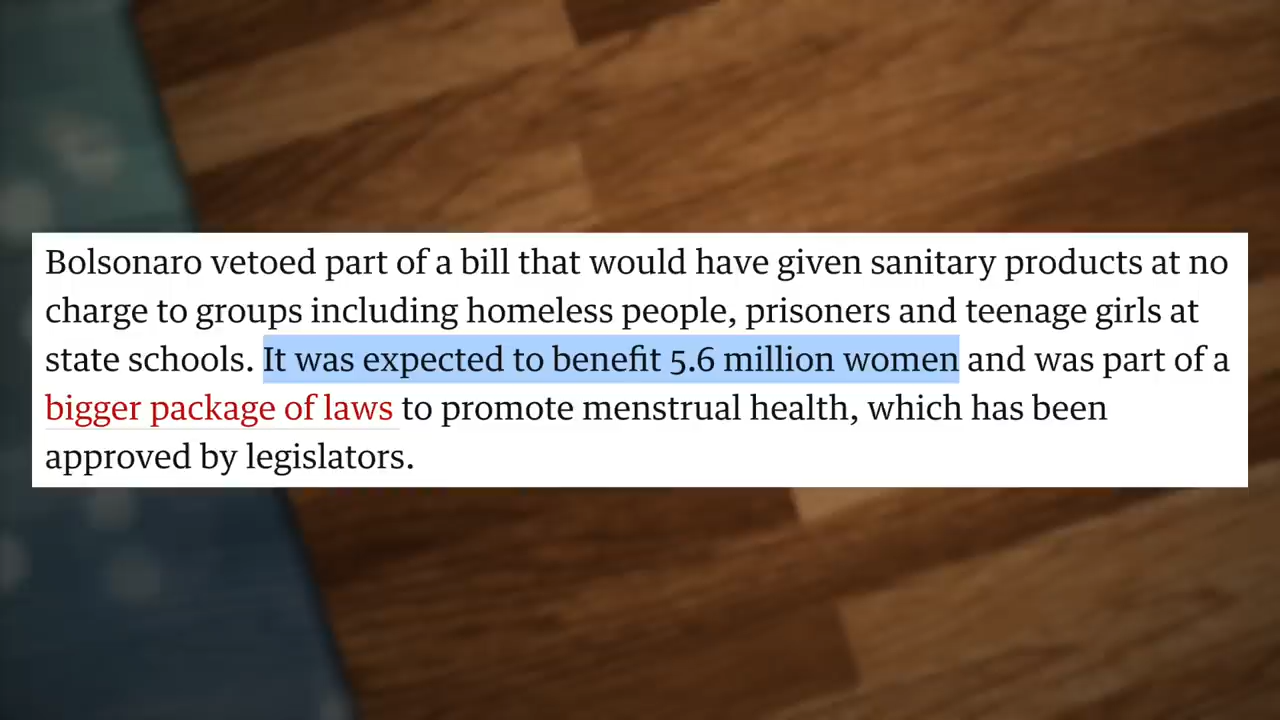 Bolsonaro vetoed part of a bill that would have given sanitary products at no
charge to groups including homeless people, prisoners and teenage girls at
state schools. It was expected to benefit 5.6 million women and was part of a
bigger package of laws to promote menstrual health, which has been
approved by legislators.